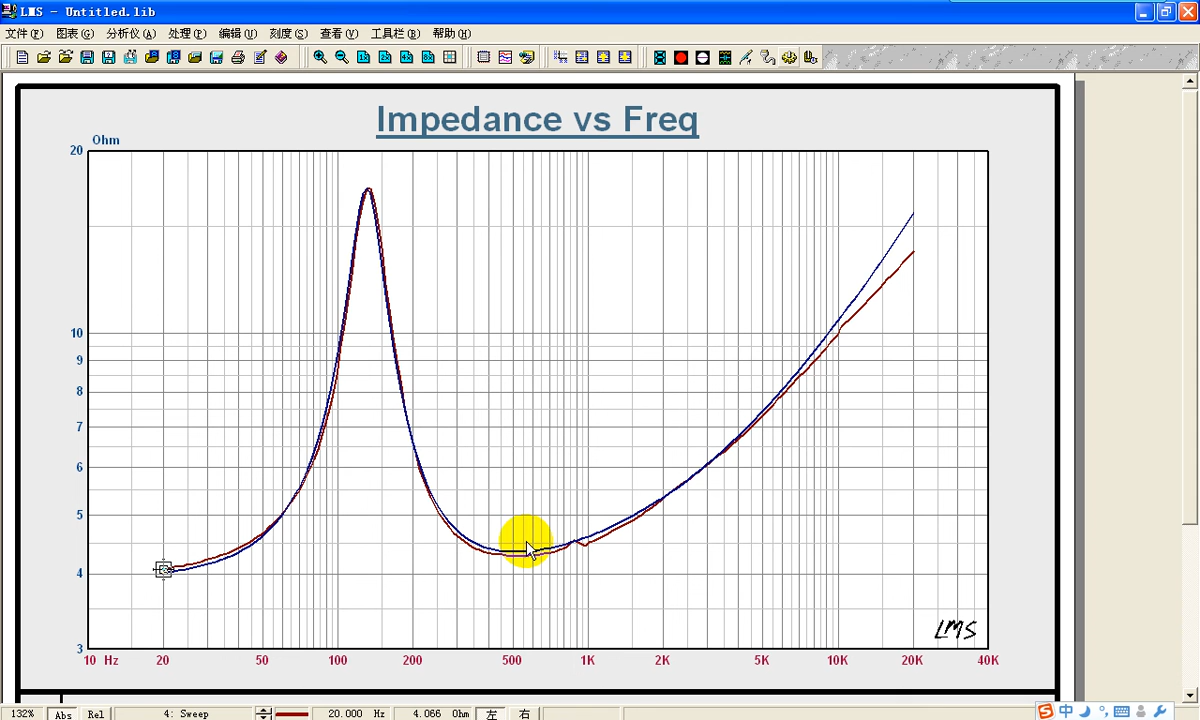 LMS - Untitled.lib
文件(F) 图表(G) 分析仪(A) 处理(P) 编辑(U) 刻度(S) 查看(V) 工具栏(B) 帮助(H)
Impedance vs Freq
Ohm
20
10
9
8
7
6
5
4
3
10 Hz 20 50 100 200 500 1K 2K 5K 10K 20K 40K
LMS
132% Abs Rel 4: Sweep 20.000 Hz 4.066 Ohm 左 右
中